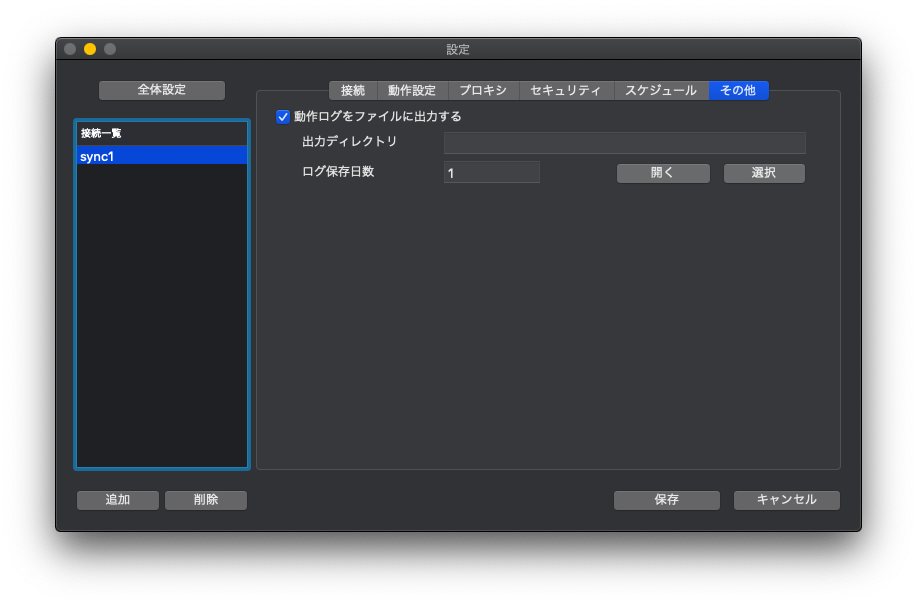 設定
全体設定
接続一覧
sync1
接続 動作設定 プロキシ セキュリティ スケジュール その他
動作ログをファイルに出力する
出力ディレクトリ
ログ保存日数 1 開く 選択
追加 削除 保存 キャンセル